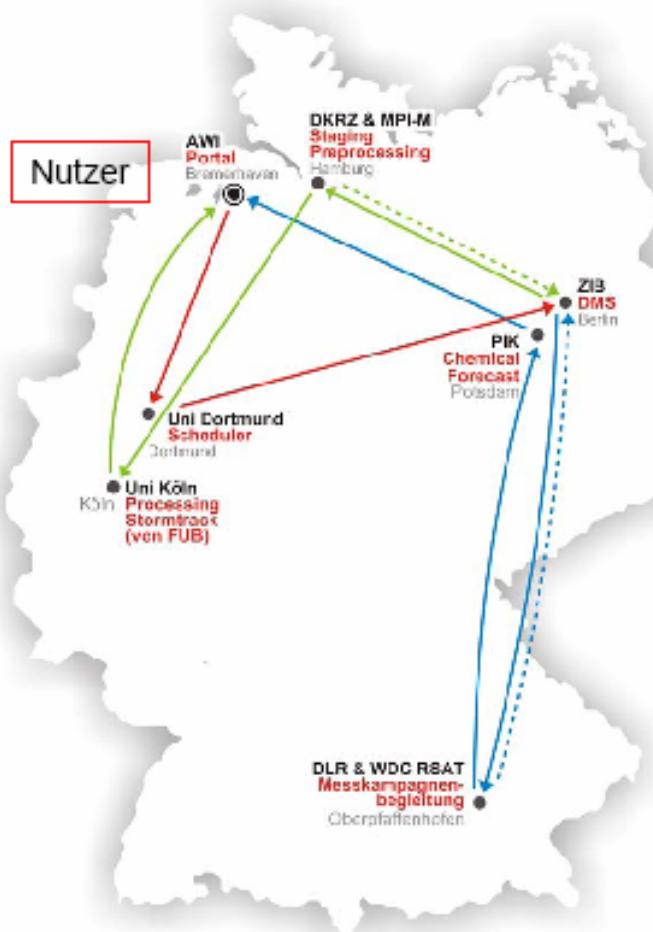 Nutzer
AWI
Portal
Bremerhaven
DKRZ & MPI-M
Staging
Preprocessing
Hamburg
ZIB
DMS
Berlin
PIK
Chemical
Forecast
Potsdam
Uni Dortmund
Scheduler
Dortmund
Köln
Uni Köln
Processing
Stormtrack
(von FUB)
DLR & WDC RSAT
Messkampagnen-
begleitung
Oberpfaffenhofen